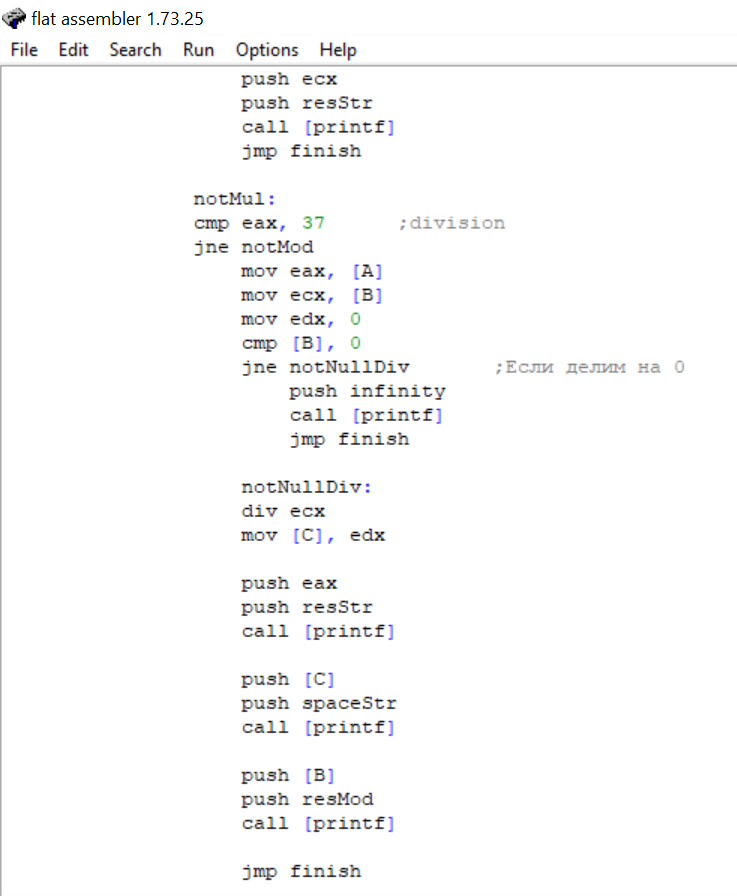 flat assembler 1.73.25
File Edit Search Run Options Help
push ecx
push resStr
call [printf]
jmp finish
notMul:
cmp eax, 37 ;division
jne notMod
mov eax, [A]
mov ecx, [B]
mov edx, 0
cmp [B], 0
jne notNullDiv ;Если делим на 0
push infinity
call [printf]
jmp finish
notNullDiv:
div ecx
mov [C], edx
push eax
push resStr
call [printf]
push [C]
push spaceStr
call [printf]
push [B]
push resMod
call [printf]
jmp finish